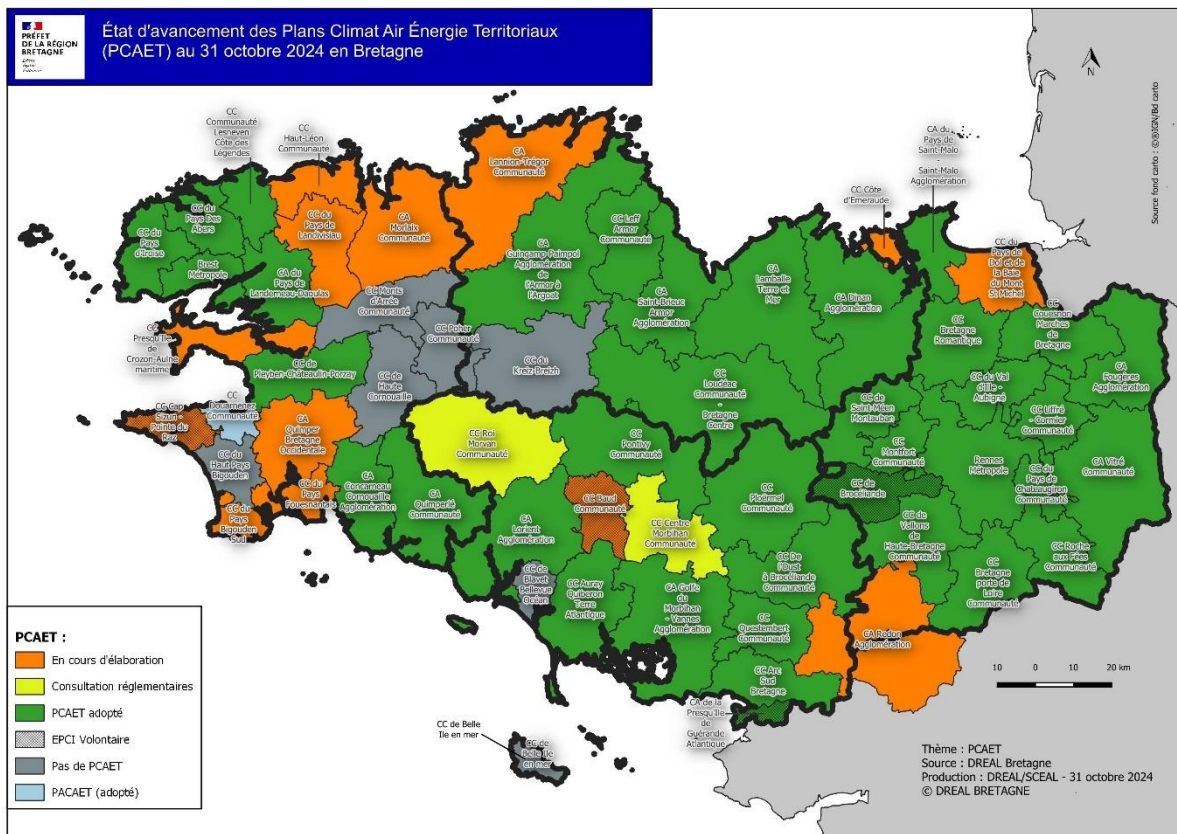 PRÉFET
DE LA RÉGION
BRETAGNE
État d'avancement des Plans Climat Air Énergie Territoriaux
(PCAET) au 31 octobre 2024 en Bretagne
N
Source fond carto : ©®IGN/Bd carto
CC
Communauté
Lesneven
Côte des
Légendes
CC
Haut-Léon
Communauté
CA
Lannion-Trégor
Communauté
CA du
Pays de
Saint-Malo
-
Saint-Malo
Agglomération
CC Côte
d'Emeraude
CC du
Pays Des
Abers
CC du
Pays
d'Iroise
Brest
Métropole
CC du
Pays de
Landivisiau
CA
Morlaix
Communauté
CA du
Pays de
Landerneau-Daoulas
CC Leff
Armor
Communauté
CA
Guingamp-Paimpol
Agglomération
de
l'Armor à
l'Argoat
CA
Saint-Brieuc
Armor
Agglomération
CA
Lamballe
Terre et
Mer
CA Dinan
Agglomération
CC du
Pays de
Dol et de
la Baie
du Mont
St Michel
CC
Bretagne
Romantique
CC
Couesnon
Marches
de
Bretagne
CA
Fougères
Agglomération
CC Monts
d'Arrée
Communauté
CC Poher
Communauté
CC du
Kreiz-Breizh
CC
Presqu'île
de
Crozon-Aulne
maritime
CC de
Pleyben-Châteaulin-Porzay
CC de
Haute
Cornouaille
CC
Loudéac
Communauté
-
Bretagne
Centre
CC du Val
d'Ille -
Aubigné
CC de
Saint-Méen
Montauban
CC Liffré
- Cormier
Communauté
CC Cap
Sizun -
Pointe du
Raz
CC
Douarnenez
Communauté
CA
Quimper
Bretagne
Occidentale
CC Roi
Morvan
Communauté
CC
Pontivy
Communauté
CC
Montfort
Communauté
Rennes
Métropole
CC du
Pays de
Chateaugiron
Communauté
CA Vitré
Communauté
CC du
Haut Pays
Bigouden
CC du
Pays
Fouesnantais
CA
Concarneau
Cornouaille
Agglomération
CA
Quimperlé
Communauté
CC Baud
Communauté
CC
Ploërmel
Communauté
CC de
Brocéliande
CC du
Pays
Bigouden
Sud
CA
Lorient
Agglomération
CC Centre
Morbihan
Communauté
CC de
Vallons
de
Haute-Bretagne
Communauté
CC Roche
aux Fées
Communauté
CC de
Blavet
Bellevue
Océan
CC Auray
Quiberon
Terre
Atlantique
CA Golfe
du
Morbihan
- Vannes
Agglomération
CC De
l'Oust
à Brocéliande
Communauté
CC
Bretagne
porte de
Loire
Communauté
CC
Questembert
Communauté
CA Redon
Agglomération
CC Arc
Sud
Bretagne
CA de la
Presqu'île
de
Guérande
Atlantique
CC de Belle
Ile en mer
CC de
Belle Ile
en mer
10 0 10 20 km
PCAET :
En cours d'élaboration
Consultation réglementaires
PCAET adopté
EPCI Volontaire
Pas de PCAET
PACAET (adopté)
Thème : PCAET
Source : DREAL Bretagne
Production : DREAL/SCEAL - 31 octobre 2024
© DREAL BRETAGNE